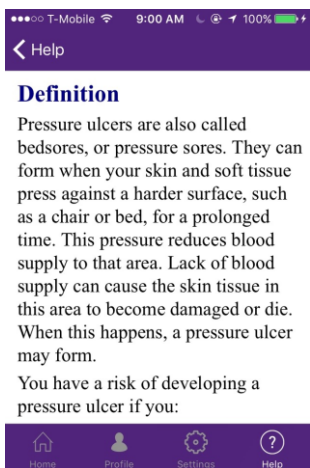 T-Mobile 9:00 AM 100%
Help
Definition
Pressure ulcers are also called
bedsores, or pressure sores. They can
form when your skin and soft tissue
press against a harder surface, such
as a chair or bed, for a prolonged
time. This pressure reduces blood
supply to that area. Lack of blood
supply can cause the skin tissue in
this area to become damaged or die.
When this happens, a pressure ulcer
may form.
You have a risk of developing a
pressure ulcer if you:
Home Profile Settings Help